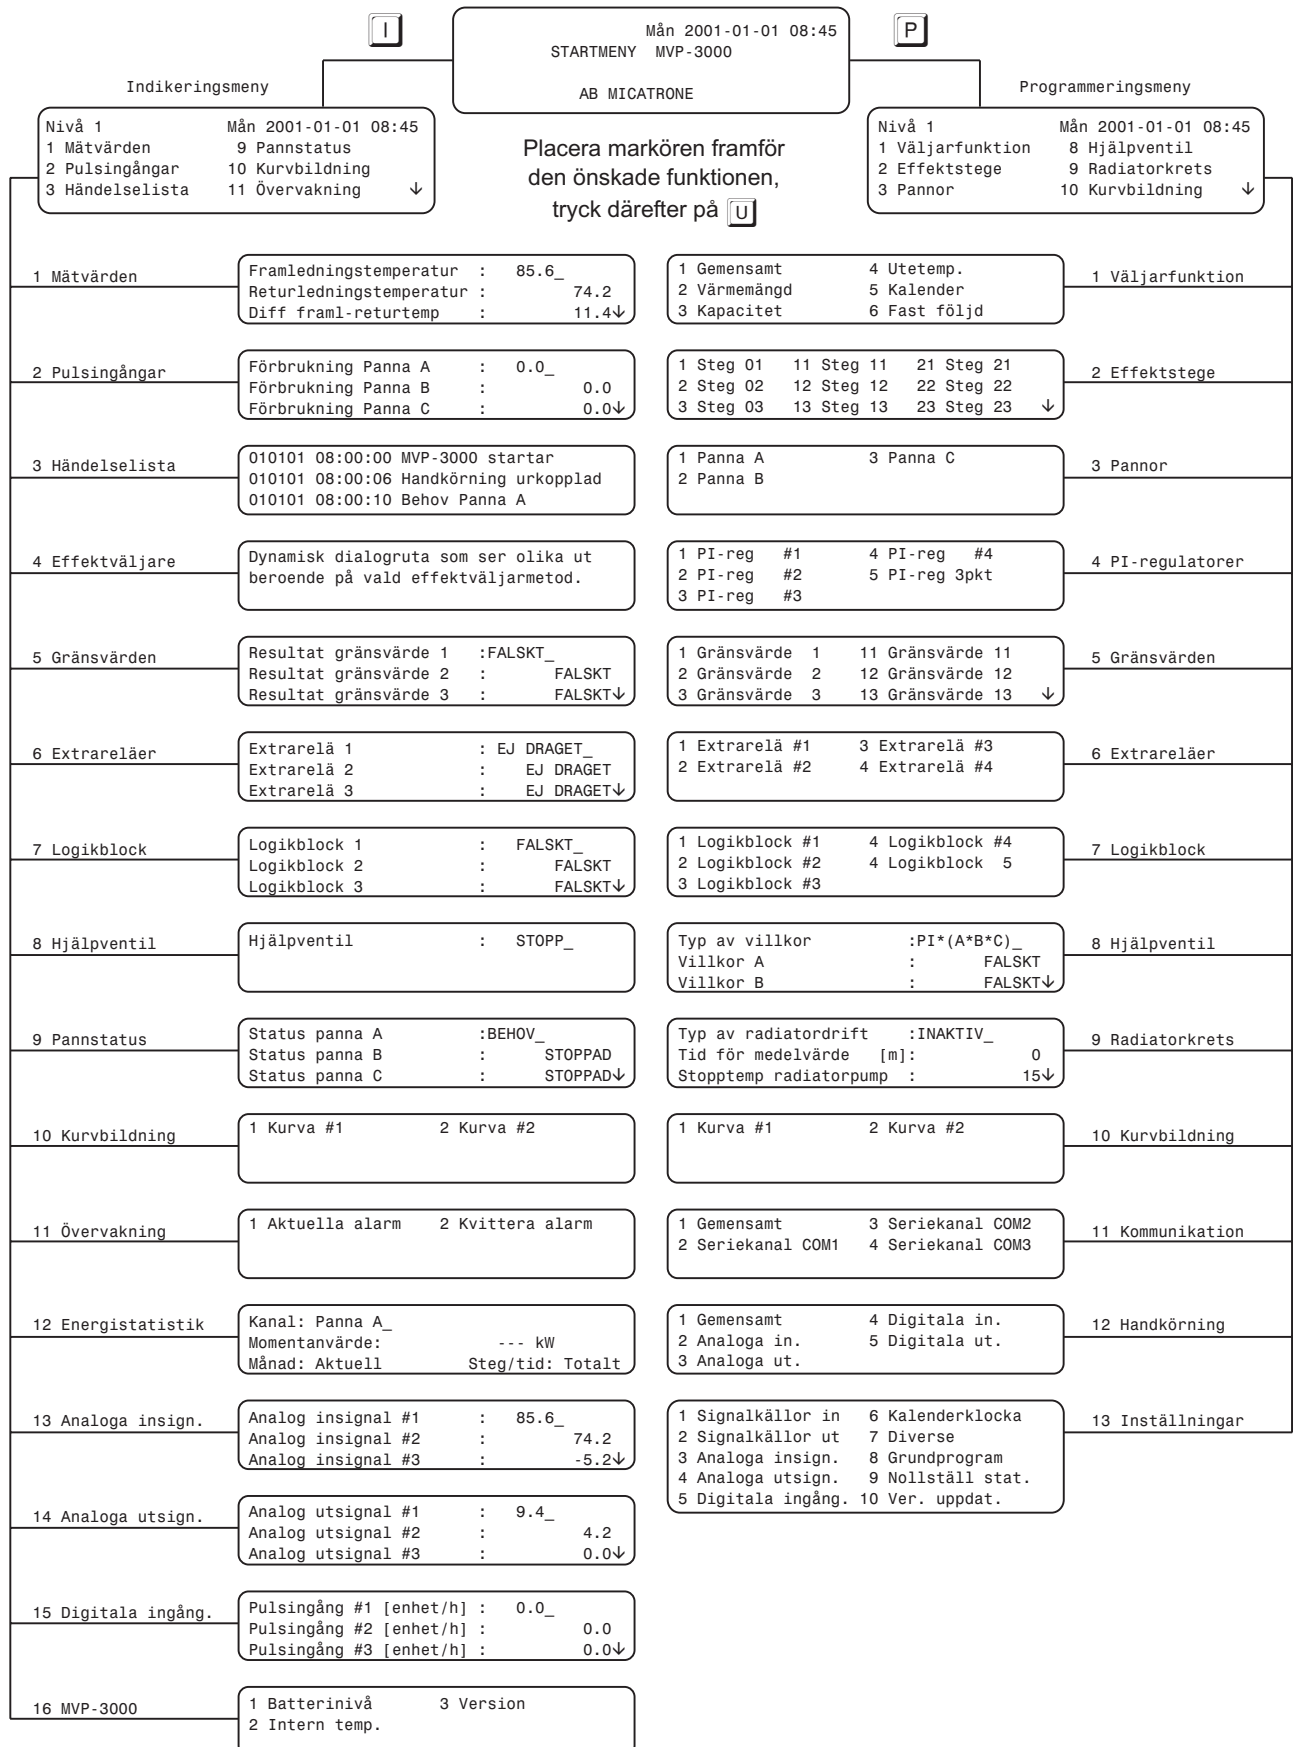 I
Mån 2001-01-01 08:45
STARTMENY MVP-3000
AB MICATRONE
P
Indikeringsmeny
Nivå 1 Mån 2001-01-01 08:45
1 Mätvärden 9 Pannstatus
2 Pulsingångar 10 Kurvbildning
3 Händelselista 11 Övervakning ↓
Placera markören framför
den önskade funktionen,
tryck därefter på U
Programmeringsmeny
Nivå 1 Mån 2001-01-01 08:45
1 Väljarfunktion 8 Hjälpventil
2 Effektstege 9 Radiatorkrets
3 Pannor 10 Kurvbildning ↓
1 Mätvärden
Framledningstemperatur : 85.6_
Returledningstemperatur : 74.2
Diff framl-returtemp : 11.4↓
1 Gemensamt 4 Utetemp.
2 Värmemängd 5 Kalender
3 Kapacitet 6 Fast följd
1 Väljarfunktion
2 Pulsingångar
Förbrukning Panna A : 0.0_
Förbrukning Panna B : 0.0
Förbrukning Panna C : 0.0↓
1 Steg 01 11 Steg 11 21 Steg 21
2 Steg 02 12 Steg 12 22 Steg 22
3 Steg 03 13 Steg 13 23 Steg 23 ↓
2 Effektstege
3 Händelselista
010101 08:00:00 MVP-3000 startar
010101 08:00:06 Handkörning urkopplad
010101 08:00:10 Behov Panna A
1 Panna A 3 Panna C
2 Panna B
3 Pannor
4 Effektväljare
Dynamisk dialogruta som ser olika ut
beroende på vald effektväljarmetod.
1 PI-reg #1 4 PI-reg #4
2 PI-reg #2 5 PI-reg 3pkt
3 PI-reg #3
4 PI-regulatorer
5 Gränsvärden
Resultat gränsvärde 1 :FALSKT_
Resultat gränsvärde 2 : FALSKT
Resultat gränsvärde 3 : FALSKT↓
1 Gränsvärde 1 11 Gränsvärde 11
2 Gränsvärde 2 12 Gränsvärde 12
3 Gränsvärde 3 13 Gränsvärde 13 ↓
5 Gränsvärden
6 Extrareläer
Extrarelä 1 : EJ DRAGET_
Extrarelä 2 : EJ DRAGET
Extrarelä 3 : EJ DRAGET↓
1 Extrarelä #1 3 Extrarelä #3
2 Extrarelä #2 4 Extrarelä #4
6 Extrareläer
7 Logikblock
Logikblock 1 : FALSKT_
Logikblock 2 : FALSKT
Logikblock 3 : FALSKT↓
1 Logikblock #1 4 Logikblock #4
2 Logikblock #2 4 Logikblock 5
3 Logikblock #3
7 Logikblock
8 Hjälpventil
Hjälpventil : STOPP_
Typ av villkor :PI*(A*B*C)_
Villkor A : FALSKT
Villkor B : FALSKT↓
8 Hjälpventil
9 Pannstatus
Status panna A :BEHOV_
Status panna B : STOPPAD
Status panna C : STOPPAD↓
Typ av radiatordrift :INAKTIV_
Tid för medelvärde [m]: 0
Stopptemp radiatorpump : 15↓
9 Radiatorkrets
10 Kurvbildning
1 Kurva #1 2 Kurva #2
1 Kurva #1 2 Kurva #2
10 Kurvbildning
11 Övervakning
1 Aktuella alarm 2 Kvittera alarm
1 Gemensamt 3 Seriekanal COM2
2 Seriekanal COM1 4 Seriekanal COM3
11 Kommunikation
12 Energistatistik
Kanal: Panna A_
Momentanvärde: --- kW
Månad: Aktuell Steg/tid: Totalt
1 Gemensamt 4 Digitala in.
2 Analoga in. 5 Digitala ut.
3 Analoga ut.
12 Handkörning
13 Analoga insign.
Analog insignal #1 : 85.6_
Analog insignal #2 : 74.2
Analog insignal #3 : -5.2↓
1 Signalkällor in 6 Kalenderklocka
2 Signalkällor ut 7 Diverse
3 Analoga insign. 8 Grundprogram
4 Analoga utsign. 9 Nollställ stat.
5 Digitala ingång. 10 Ver. uppdat.
13 Inställningar
14 Analoga utsign.
Analog utsignal #1 : 9.4_
Analog utsignal #2 : 4.2
Analog utsignal #3 : 0.0↓
15 Digitala ingång.
Pulsingång #1 [enhet/h] : 0.0_
Pulsingång #2 [enhet/h] : 0.0
Pulsingång #3 [enhet/h] : 0.0↓
16 MVP-3000
1 Batterinivå 3 Version
2 Intern temp.